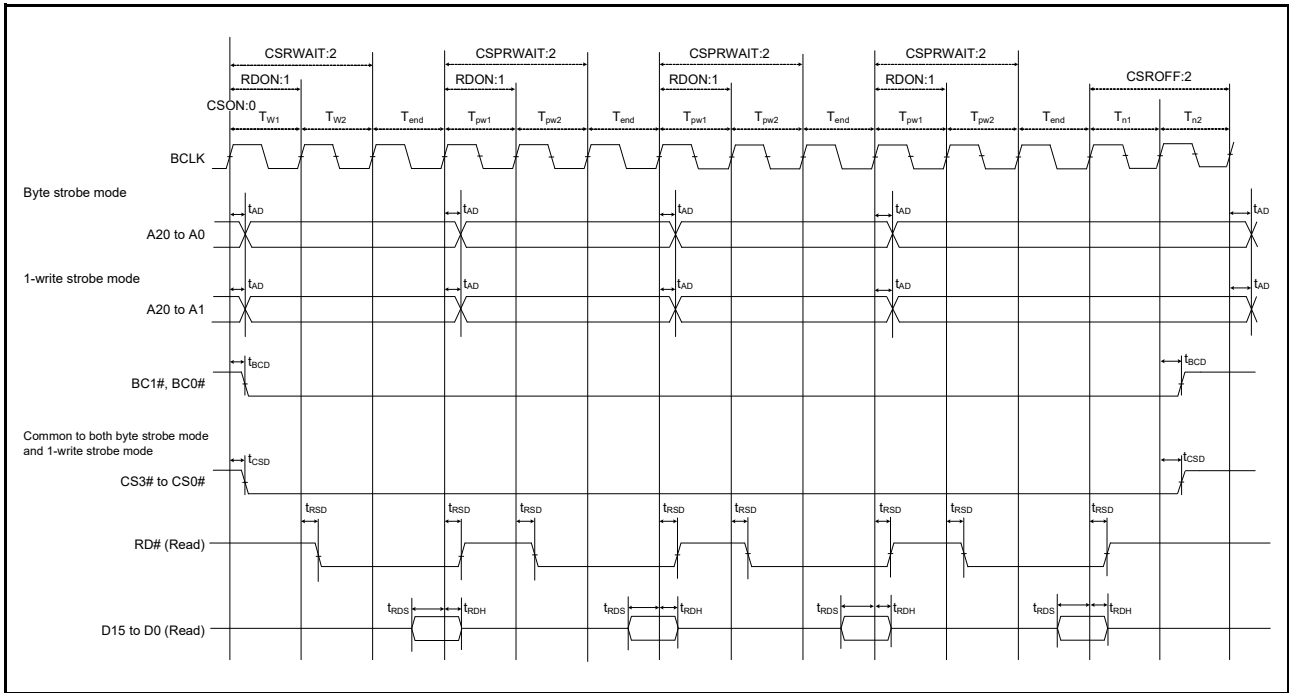 CSRWAIT:2 CSPRWAIT:2 CSPRWAIT:2 CSPRWAIT:2
RDON:1 RDON:1 RDON:1 RDON:1 CSROFF:2
CSON:0
TW1 TW2 Tend Tpw1 Tpw2 Tend Tpw1 Tpw2 Tend Tpw1 Tpw2 Tend Tn1 Tn2
BCLK
Byte strobe mode
tAD tAD tAD tAD tAD
A20 to A0
1-write strobe mode
tAD tAD tAD tAD tAD
A20 to A1
tBCD tBCD
BC1#, BC0#
Common to both byte strobe mode
and 1-write strobe mode
tCSD tCSD
CS3# to CS0#
tRSD tRSD tRSD tRSD tRSD tRSD tRSD tRSD
RD# (Read)
tRDS tRDH tRDS tRDH tRDS tRDH tRDS tRDH
D15 to D0 (Read)